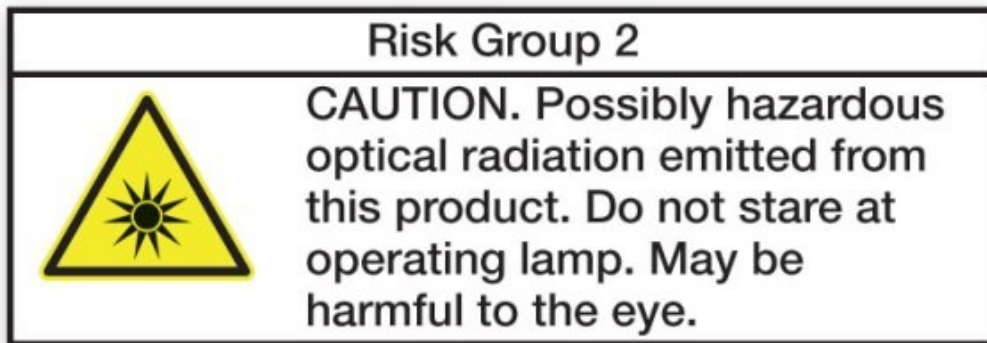 Risk Group 2
CAUTION. Possibly hazardous
optical radiation emitted from
this product. Do not stare at
operating lamp. May be
harmful to the eye.